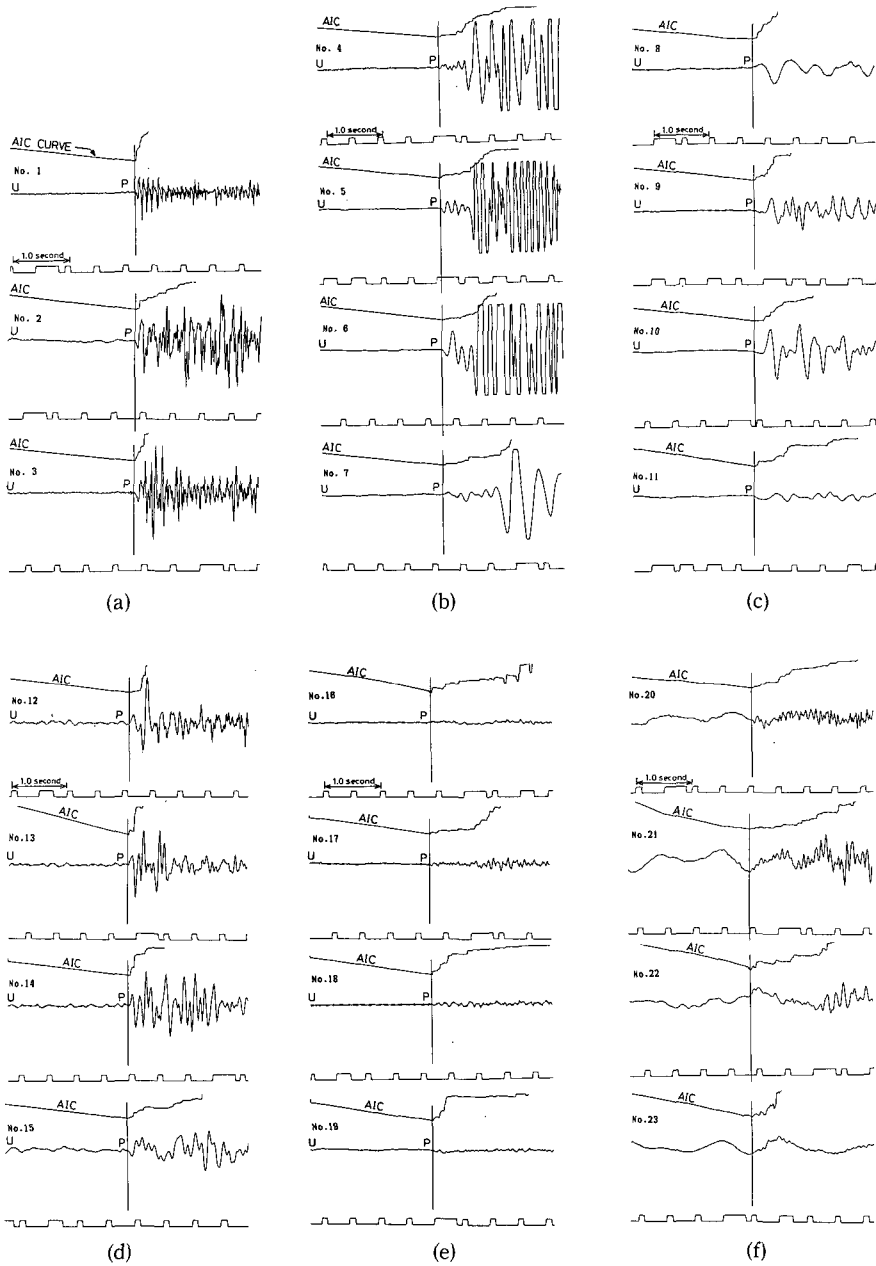 AIC CURVE
No. 1
U
P
1.0 second
AIC
No. 2
U
P
AIC
No. 3
U
P
(a)
AIC
No. 4
U
P
1.0 second
AIC
No. 5
U
P
AIC
No. 6
U
P
AIC
No. 7
U
P
(b)
AIC
No. 8
U
P
1.0 second
AIC
No. 9
U
P
AIC
No.10
U
P
AIC
No.11
U
P
(c)
AIC
No.12
U
P
1.0 second
AIC
No.13
U
P
AIC
No.14
U
P
AIC
No.15
U
P
(d)
AIC
No.16
U
P
1.0 second
AIC
No.17
U
P
AIC
No.18
U
P
AIC
No.19
U
P
(e)
AIC
No.20
1.0 second
AIC
No.21
AIC
No.22
AIC
No.23
(f)